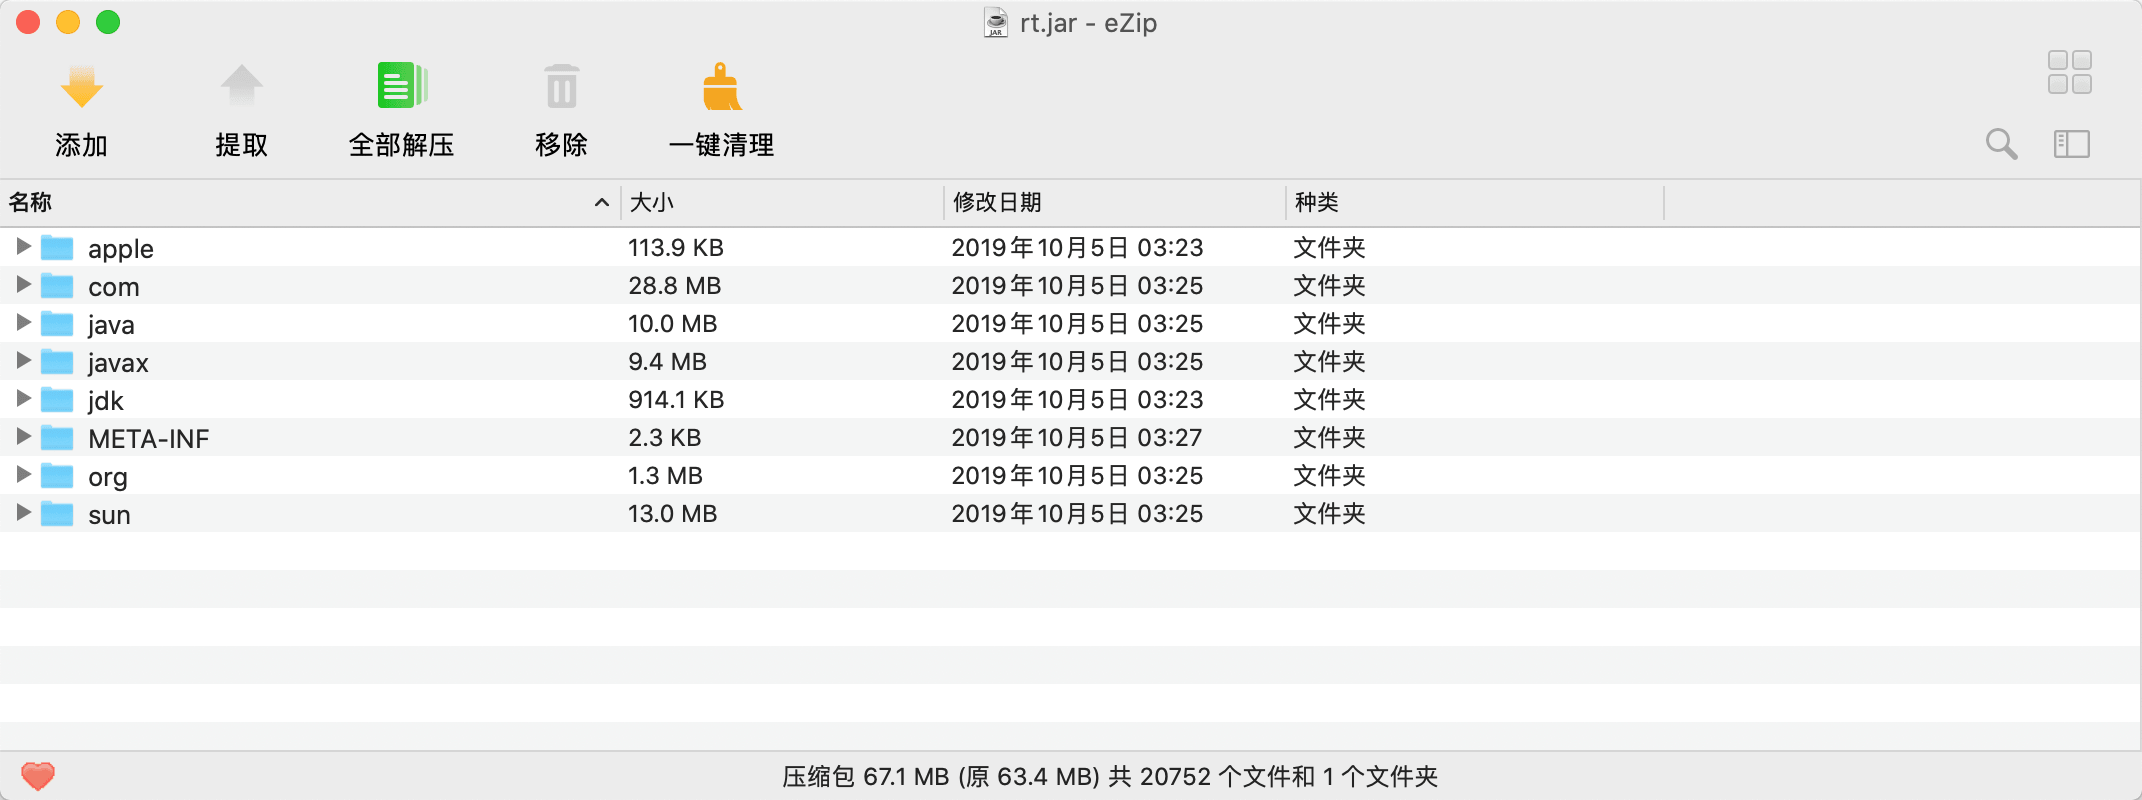 rt.jar - eZip
添加 提取 全部解压 移除 一键清理
名称 大小 修改日期 种类
apple 113.9 KB 2019年10月5日 03:23 文件夹
com 28.8 MB 2019年10月5日 03:25 文件夹
java 10.0 MB 2019年10月5日 03:25 文件夹
javax 9.4 MB 2019年10月5日 03:25 文件夹
jdk 914.1 KB 2019年10月5日 03:23 文件夹
META-INF 2.3 KB 2019年10月5日 03:27 文件夹
org 1.3 MB 2019年10月5日 03:25 文件夹
sun 13.0 MB 2019年10月5日 03:25 文件夹
压缩包 67.1 MB (原 63.4 MB) 共 20752 个文件和 1 个文件夹